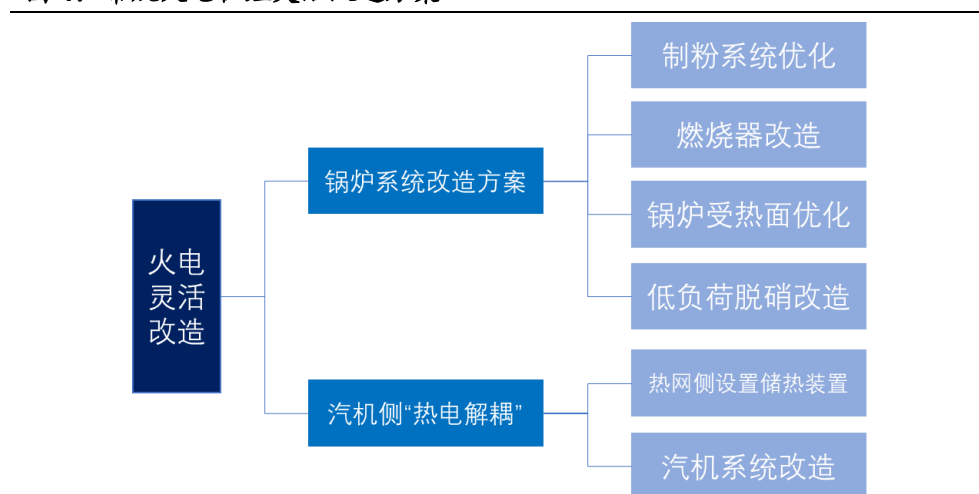 制粉系统优化
燃烧器改造
锅炉系统改造方案
锅炉受热面优化
火电
灵活
改造
低负荷脱硝改造
热网侧设置储热装置
汽机侧“热电解耦”
汽机系统改造